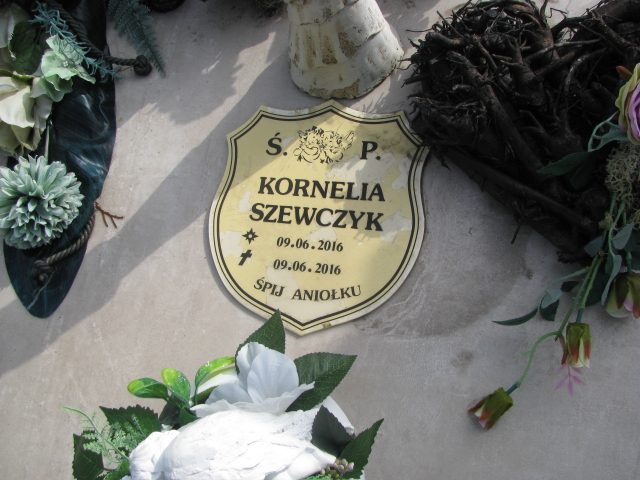 Ś. P.
KORNELIA
SZEWCZYK
09.06.2016
09.06.2016
ŚPIJ ANIOŁKU